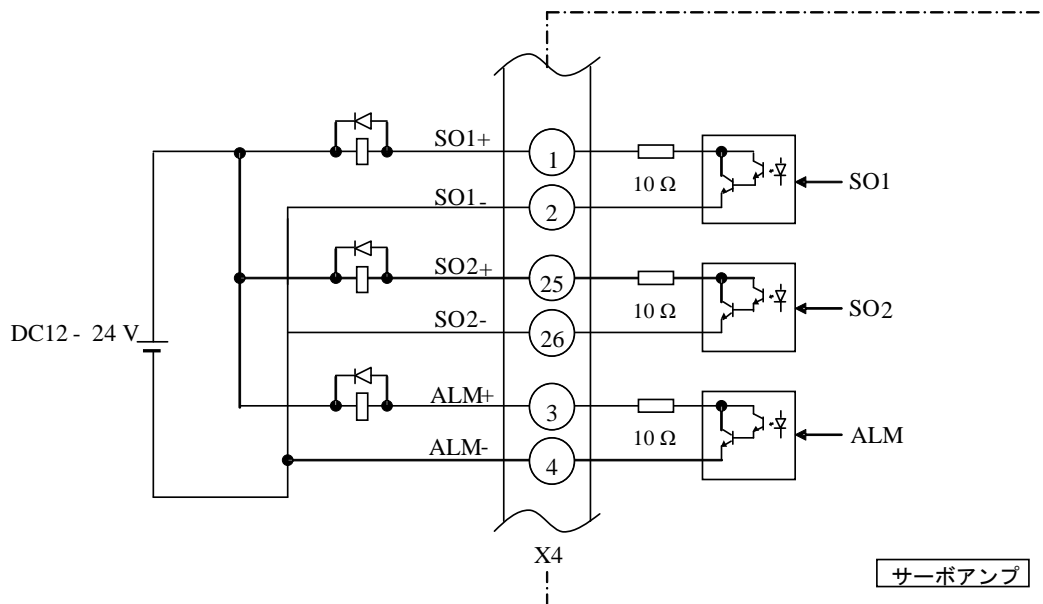 SO1+
1
10 Ω
SO1
SO1-
2
SO2+
25
10 Ω
SO2
SO2-
26
DC12 - 24 V
ALM+
3
10 Ω
ALM
ALM-
4
X4
サーボアンプ